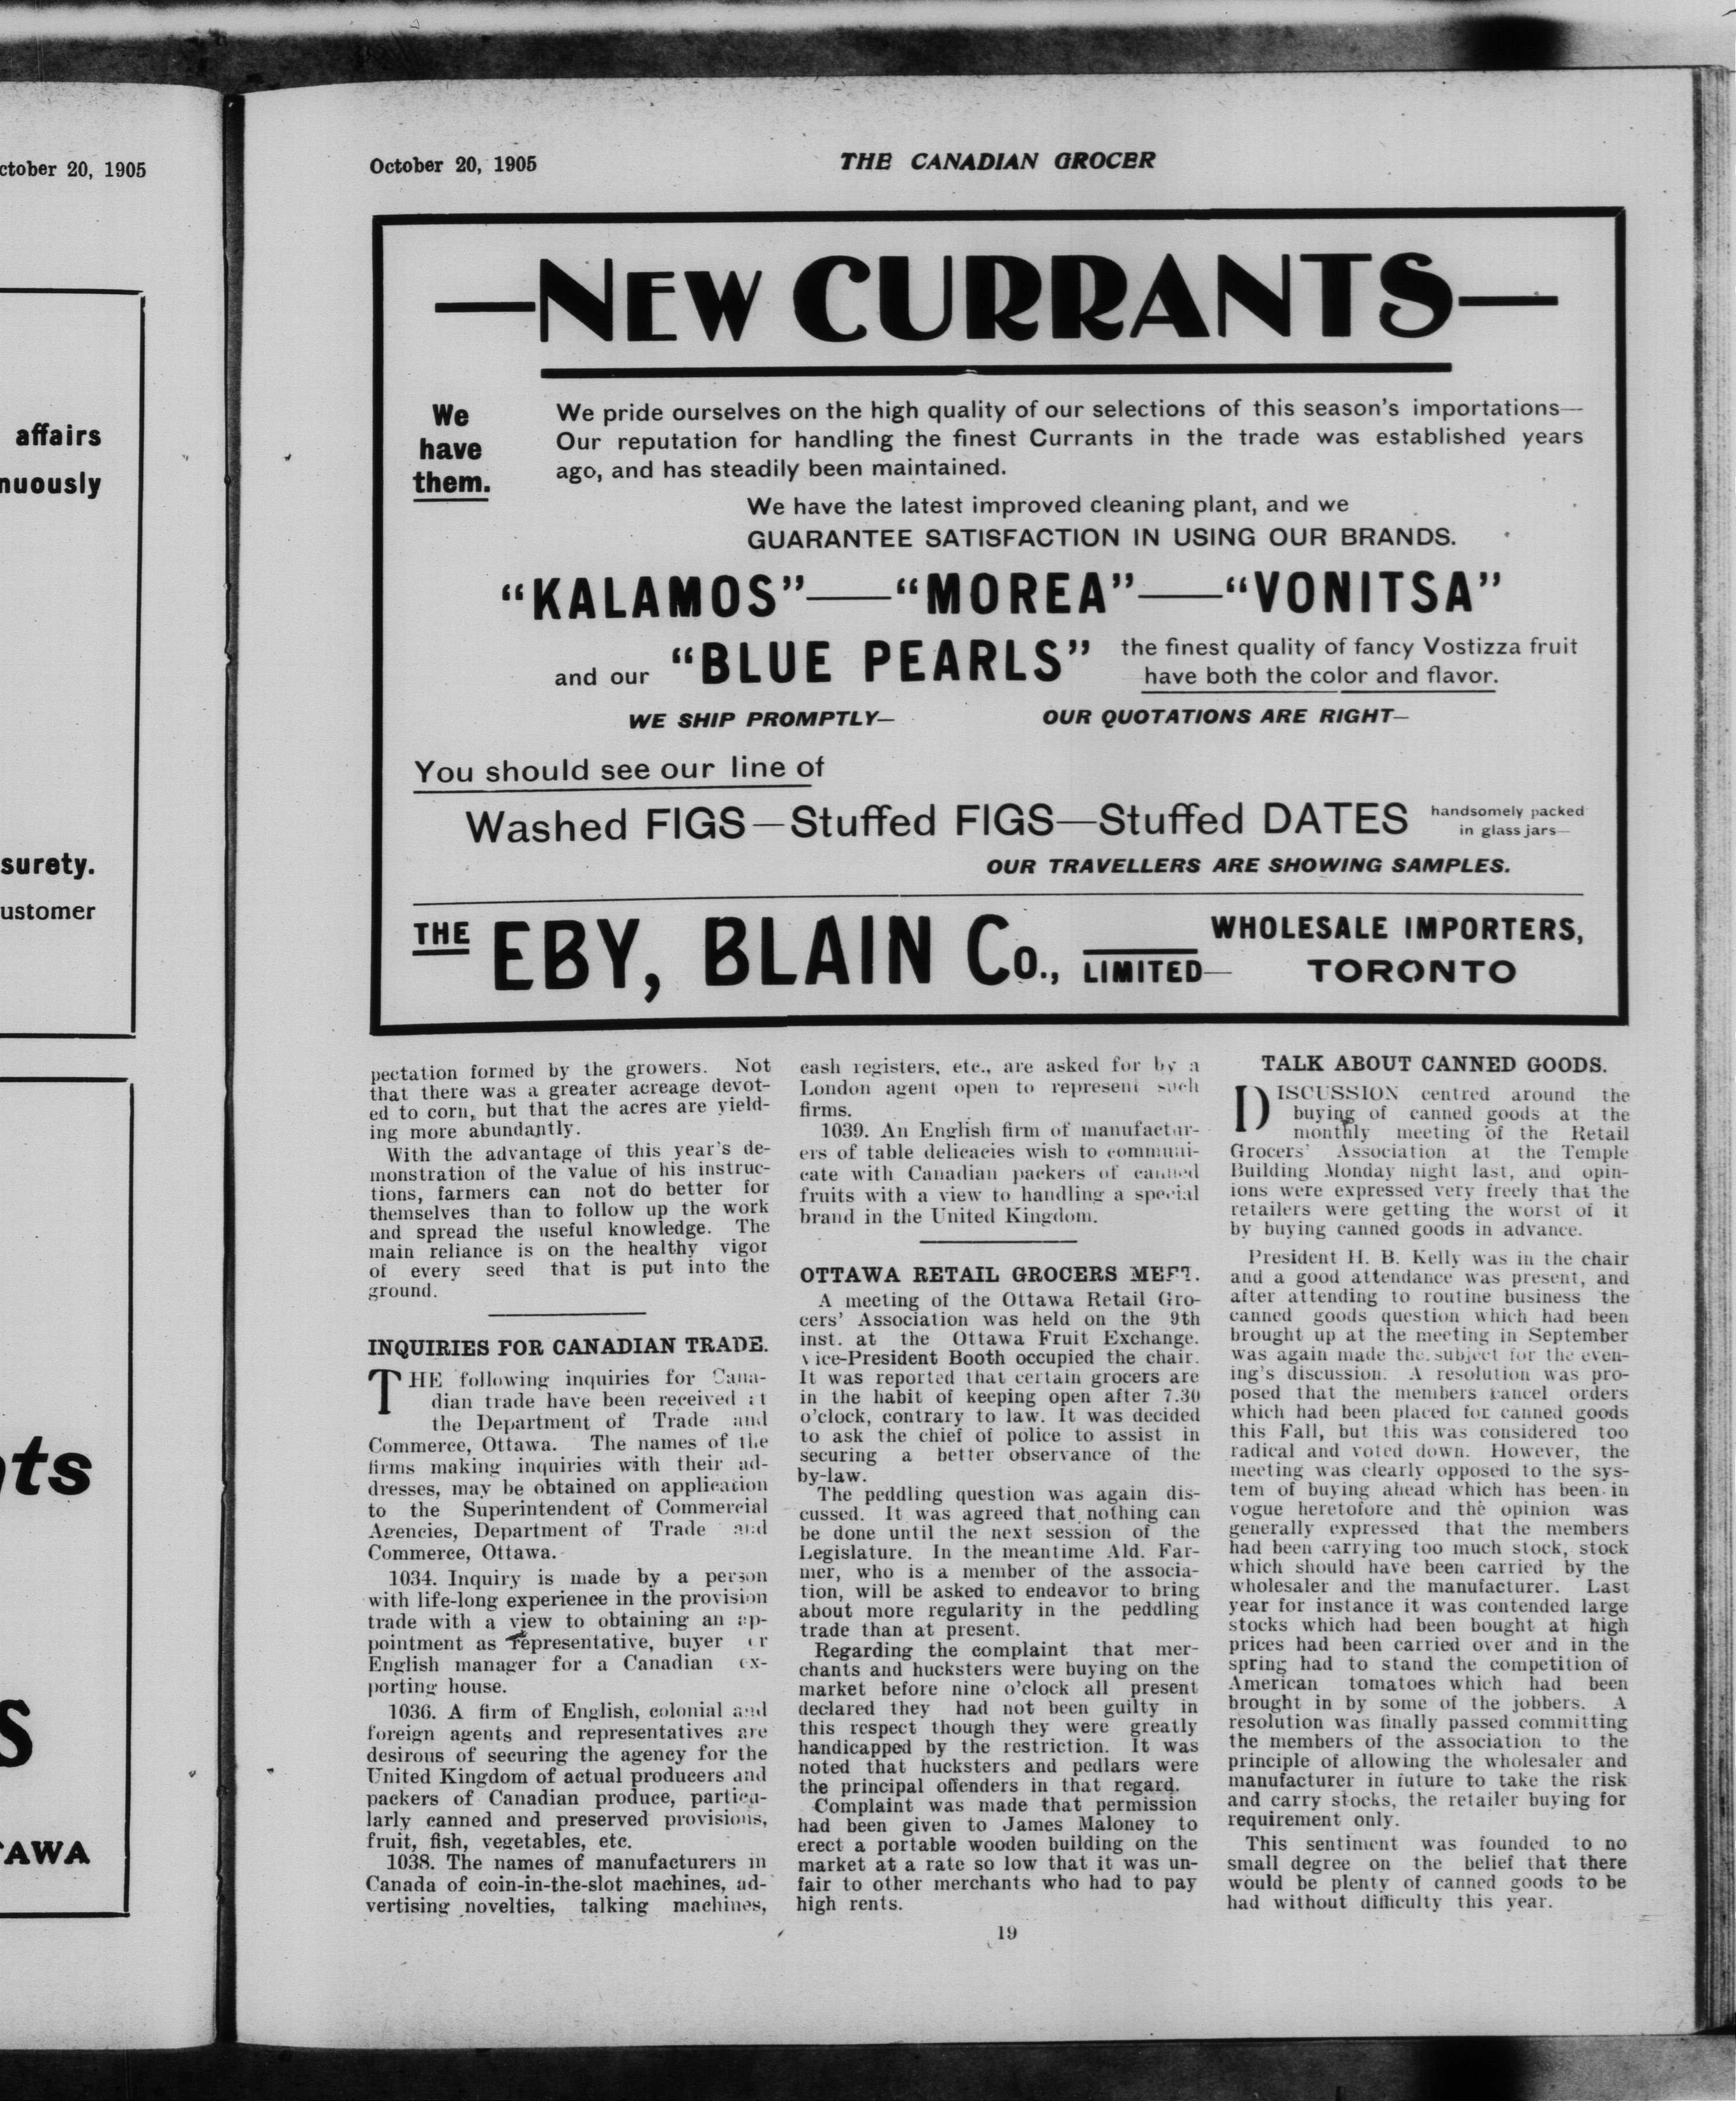 ctober 20, 1905
affairs
nuously
surety.
ustomer
ts
S
AWA
October 20, 1905
THE CANADIAN GROCER
—NEW CURRANTS—
We
have
them.
We pride ourselves on the high quality of our selections of this season's importations—
Our reputation for handling the finest Currants in the trade was established years
ago, and has steadily been maintained.
We have the latest improved cleaning plant, and we
GUARANTEE SATISFACTION IN USING OUR BRANDS.
"KALAMOS"—"MOREA"—"VONITSA"
and our "BLUE PEARLS" the finest quality of fancy Vostizza fruit
have both the color and flavor.
WE SHIP PROMPTLY— OUR QUOTATIONS ARE RIGHT—
You should see our line of
Washed FIGS—Stuffed FIGS—Stuffed DATES handsomely packed
in glass jars—
OUR TRAVELLERS ARE SHOWING SAMPLES.
THE EBY, BLAIN Co., LIMITED— WHOLESALE IMPORTERS,
TORONTO
pectation formed by the growers. Not
that there was a greater acreage devot-
ed to corn, but that the acres are yield-
ing more abundantly.
With the advantage of this year's de-
monstration of the value of his instruc-
tions, farmers can not do better for
themselves than to follow up the work
and spread the useful knowledge. The
main reliance is on the healthy vigor
of every seed that is put into the
ground.
INQUIRIES FOR CANADIAN TRADE.
THE following inquiries for Cana-
dian trade have been received at
the Department of Trade and
Commerce, Ottawa. The names of the
firms making inquiries with their ad-
dresses, may be obtained on application
to the Superintendent of Commercial
Agencies, Department of Trade and
Commerce, Ottawa.
1034. Inquiry is made by a person
with life-long experience in the provision
trade with a view to obtaining an ap-
pointment as representative, buyer or
English manager for a Canadian ex-
porting house.
1036. A firm of English, colonial and
foreign agents and representatives are
desirous of securing the agency for the
United Kingdom of actual producers and
packers of Canadian produce, particu-
larly canned and preserved provisions,
fruit, fish, vegetables, etc.
1038. The names of manufacturers in
Canada of coin-in-the-slot machines, ad-
vertising novelties, talking machines,
cash registers, etc., are asked for by a
London agent open to represent such
firms.
1039. An English firm of manufactur-
ers of table delicacies wish to communi-
cate with Canadian packers of canned
fruits with a view to handling a special
brand in the United Kingdom.
OTTAWA RETAIL GROCERS MEET.
A meeting of the Ottawa Retail Gro-
cers' Association was held on the 9th
inst. at the Ottawa Fruit Exchange.
Vice-President Booth occupied the chair.
It was reported that certain grocers are
in the habit of keeping open after 7.30
o'clock, contrary to law. It was decided
to ask the chief of police to assist in
securing a better observance of the
by-law.
The peddling question was again dis-
cussed. It was agreed that nothing can
be done until the next session of the
Legislature. In the meantime Ald. Far-
mer, who is a member of the associa-
tion, will be asked to endeavor to bring
about more regularity in the peddling
trade than at present.
Regarding the complaint that mer-
chants and hucksters were buying on the
market before nine o'clock all present
declared they had not been guilty in
this respect though they were greatly
handicapped by the restriction. It was
noted that hucksters and pedlars were
the principal offenders in that regard.
Complaint was made that permission
had been given to James Maloney to
erect a portable wooden building on the
market at a rate so low that it was un-
fair to other merchants who had to pay
high rents.
TALK ABOUT CANNED GOODS.
DISCUSSION centred around the
buying of canned goods at the
monthly meeting of the Retail
Grocers' Association at the Temple
Building Monday night last, and opin-
ions were expressed very freely that the
retailers were getting the worst of it
by buying canned goods in advance.
President H. B. Kelly was in the chair
and a good attendance was present, and
after attending to routine business the
canned goods question which had been
brought up at the meeting in September
was again made the subject for the even-
ing's discussion. A resolution was pro-
posed that the members cancel orders
which had been placed for canned goods
this Fall, but this was considered too
radical and voted down. However, the
meeting was clearly opposed to the sys-
tem of buying ahead which has been in
vogue heretofore and the opinion was
generally expressed that the members
had been carrying too much stock, stock
which should have been carried by the
wholesaler and the manufacturer. Last
year for instance it was contended large
stocks which had been bought at high
prices had been carried over and in the
spring had to stand the competition of
American tomatoes which had been
brought in by some of the jobbers. A
resolution was finally passed committing
the members of the association to the
principle of allowing the wholesaler and
manufacturer in future to take the risk
and carry stocks, the retailer buying for
requirement only.
This sentiment was founded to no
small degree on the belief that there
would be plenty of canned goods to be
had without difficulty this year.
19